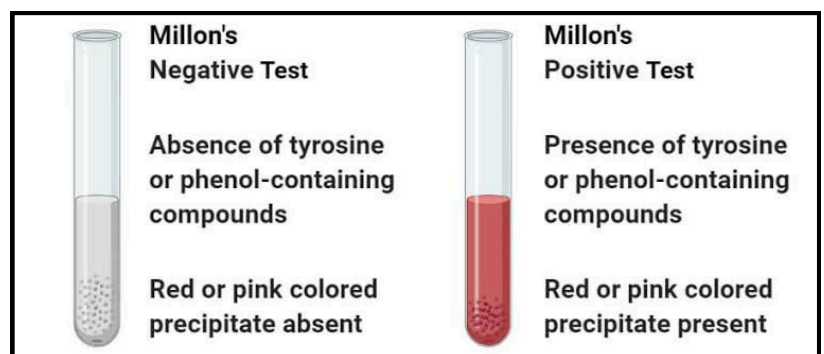 Millon's
Negative Test
Absence of tyrosine
or phenol-containing
compounds
Red or pink colored
precipitate absent
Millon's
Positive Test
Presence of tyrosine
or phenol-containing
compounds
Red or pink colored
precipitate present